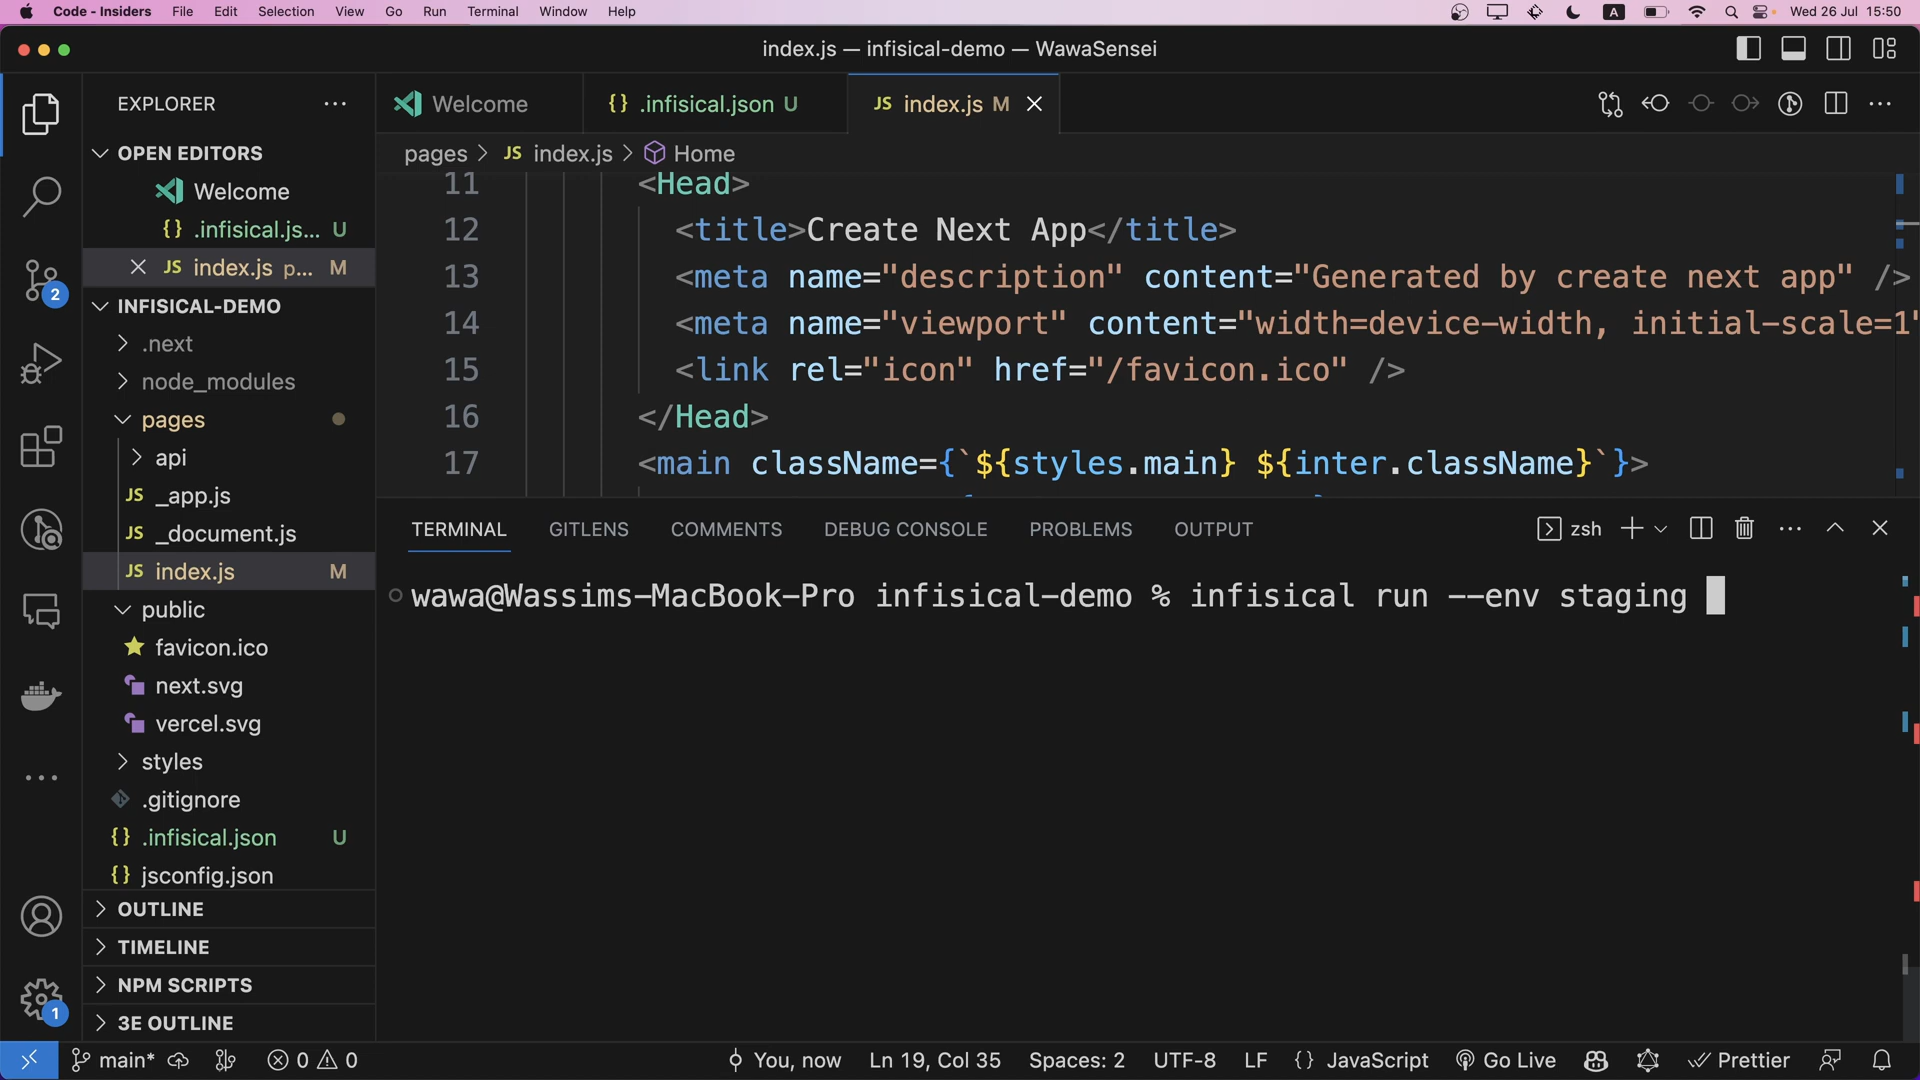 Code - Insiders File Edit Selection View Go Run Terminal Window Help A Wed 26 Jul 15:50
index.js — infisical-demo — WawaSensei
EXPLORER
Welcome
{} .infisical.json U
JS index.js M
pages > JS index.js > Home
OPEN EDITORS
Welcome
{} .infisical.js... U
JS index.js p... M
INFISICAL-DEMO
.next
node_modules
pages
api
JS _app.js
JS _document.js
JS index.js M
public
favicon.ico
next.svg
vercel.svg
styles
.gitignore
{} .infisical.json U
{} jsconfig.json
OUTLINE
TIMELINE
NPM SCRIPTS
3E OUTLINE
2
1
11 <Head>
12 <title>Create Next App</title>
13 <meta name="description" content="Generated by create next app" />
14 <meta name="viewport" content="width=device-width, initial-scale=1"
15 <link rel="icon" href="/favicon.ico" />
16 </Head>
17 <main className={`${styles.main} ${inter.className}`}>
TERMINAL GITLENS COMMENTS DEBUG CONSOLE PROBLEMS OUTPUT zsh
wawa@Wassims-MacBook-Pro infisical-demo % infisical run --env staging
main* 0 0 You, now Ln 19, Col 35 Spaces: 2 UTF-8 LF {} JavaScript Go Live Prettier